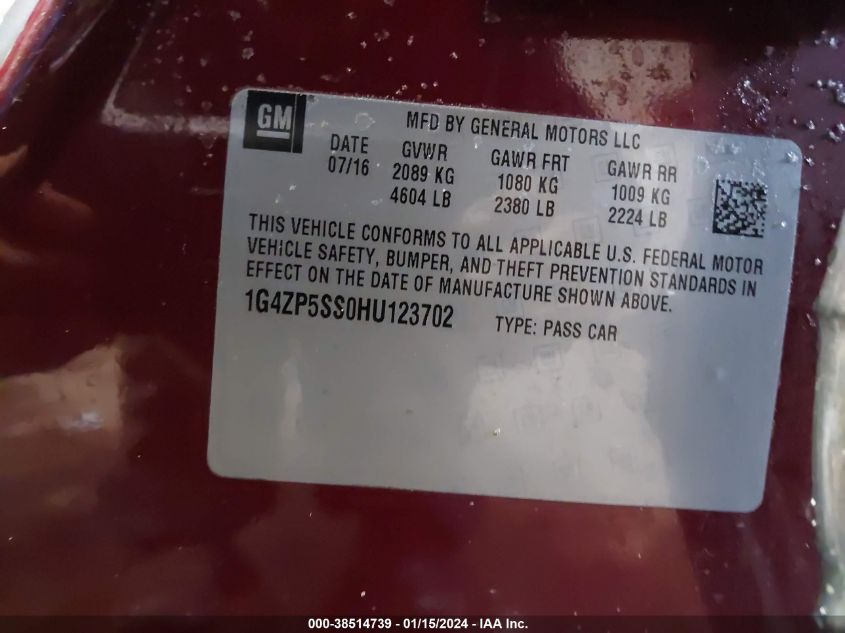 GM
MFD BY GENERAL MOTORS LLC
DATE GVWR GAWR FRT GAWR RR
07/16 2089 KG 1080 KG 1009 KG
4604 LB 2380 LB 2224 LB
THIS VEHICLE CONFORMS TO ALL APPLICABLE U.S. FEDERAL MOTOR
VEHICLE SAFETY, BUMPER, AND THEFT PREVENTION STANDARDS IN
EFFECT ON THE DATE OF MANUFACTURE SHOWN ABOVE.
1G4ZP5SS0HU123702 TYPE: PASS CAR
000-38514739 - 01/15/2024 - IAA Inc.